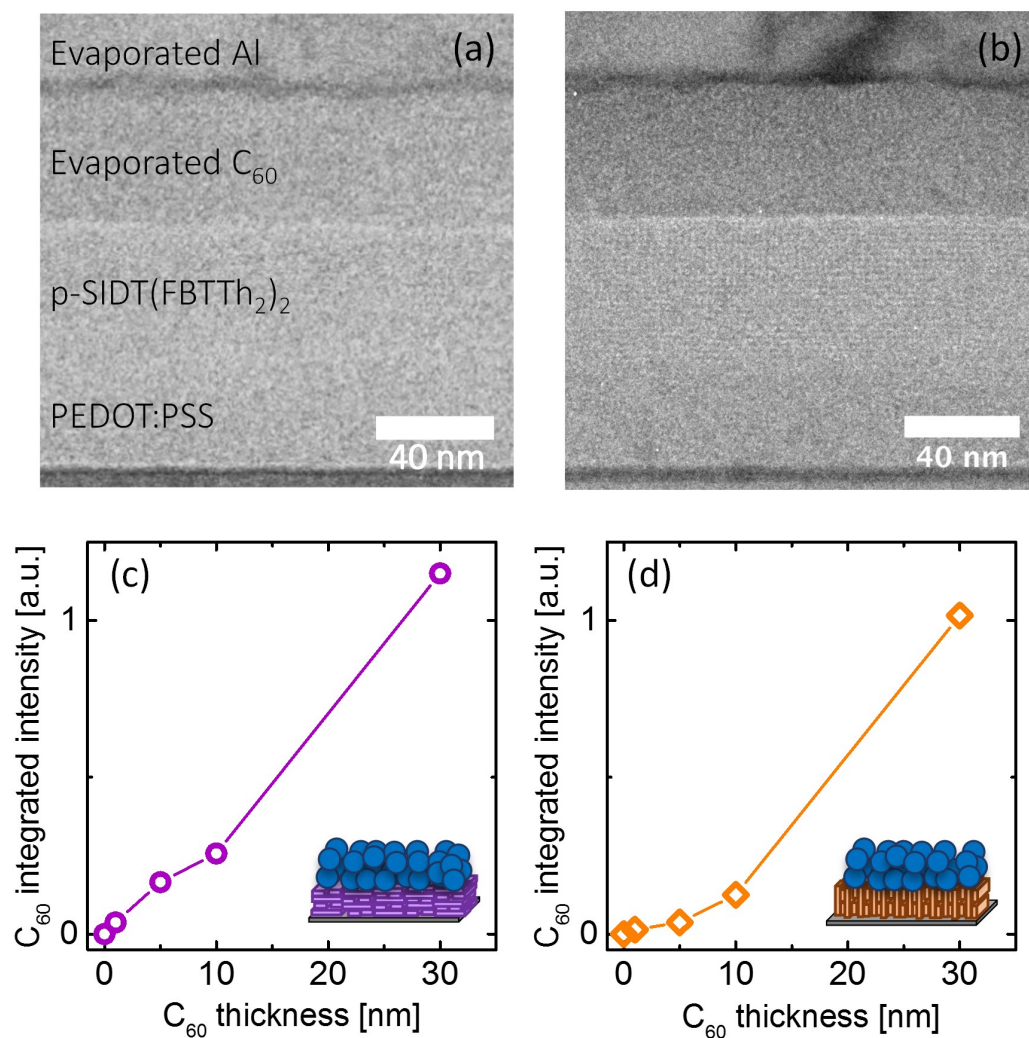 Evaporated Al
(a)
Evaporated C₆₀
p-SIDT(FBTTh₂)₂
PEDOT:PSS
40 nm
(b)
40 nm
(c)
C₆₀ integrated intensity [a.u.]
1
0
0
10
20
30
C₆₀ thickness [nm]
(d)
C₆₀ integrated intensity [a.u.]
1
0
0
10
20
30
C₆₀ thickness [nm]